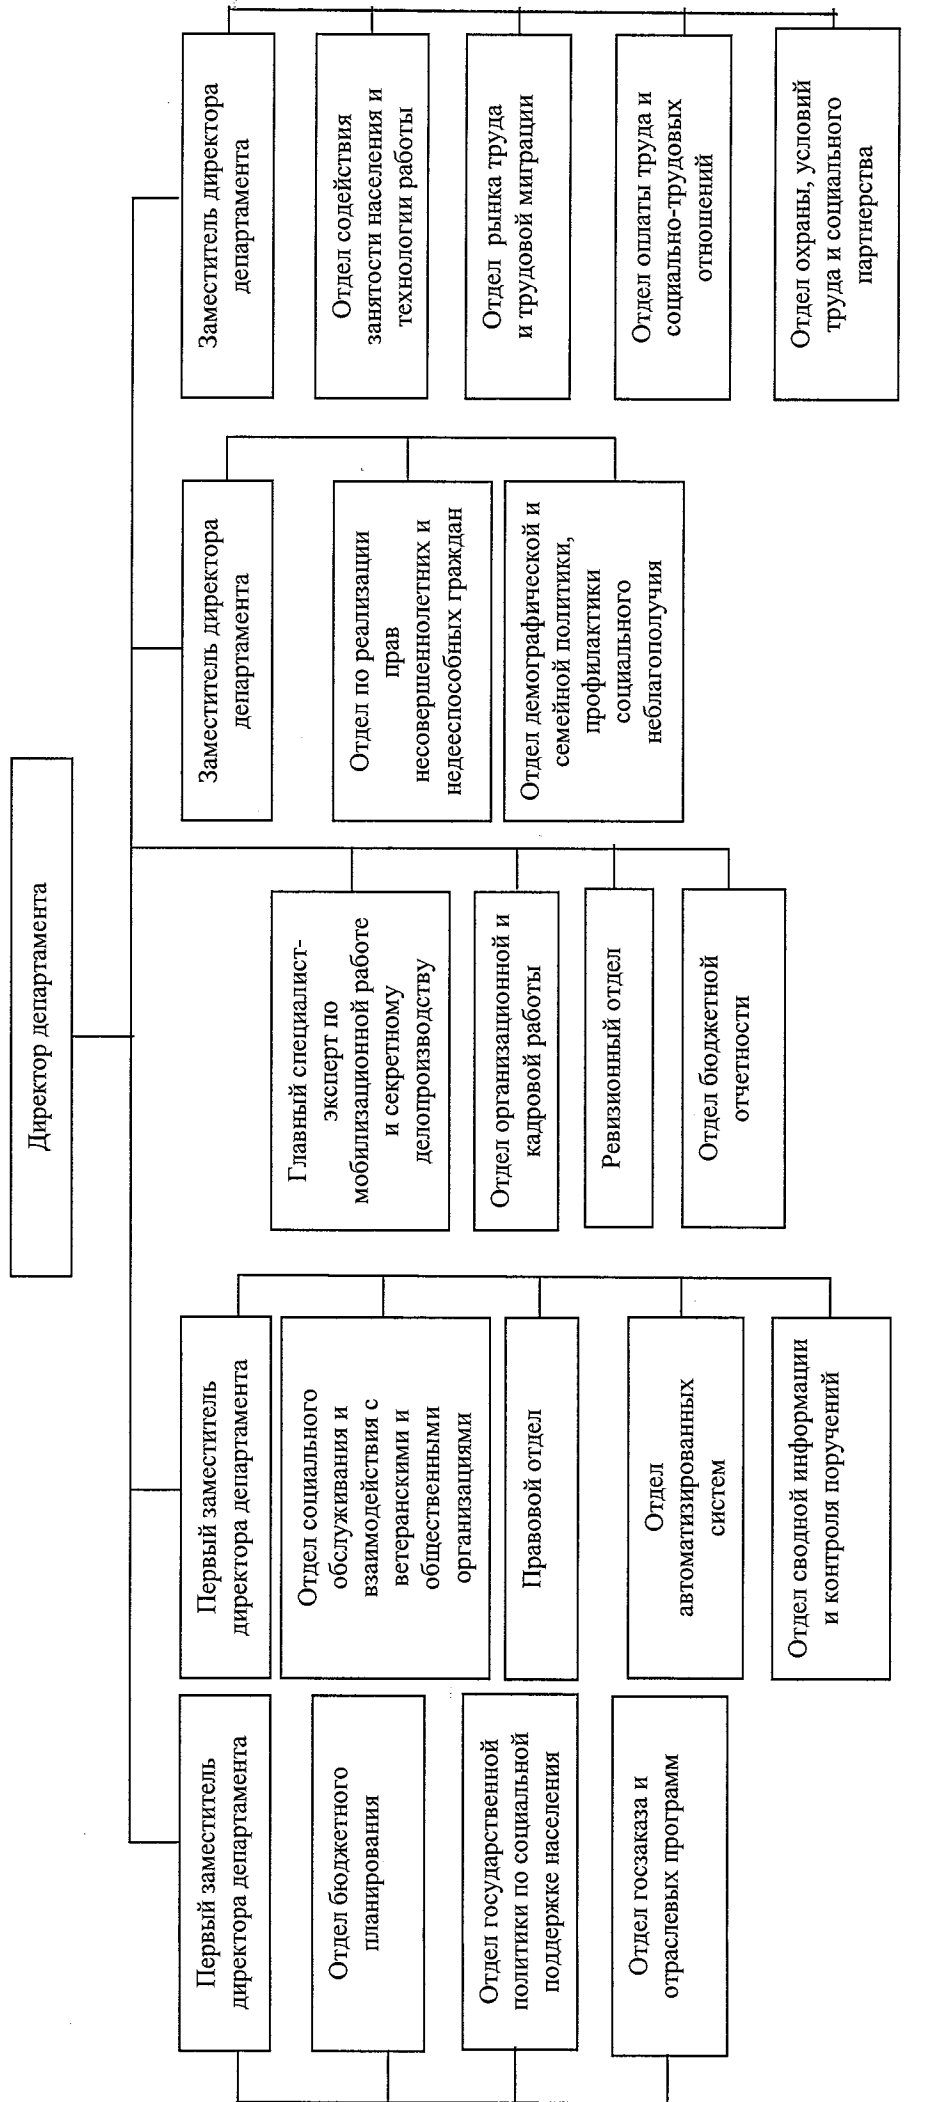 Директор департамента
Первый заместитель
директора департамента
Отдел бюджетного
планирования
Отдел государственной
политики по социальной
поддержке населения
Отдел госзаказа и
отраслевых программ
Первый заместитель
директора департамента
Отдел социального
обслуживания и
взаимодействия с
ветеранскими и
общественными
организациями
Правовой отдел
Отдел
автоматизированных
систем
Отдел сводной информации
и контроля поручений
Главный специалист-
эксперт по
мобилизационной работе
и секретному
делопроизводству
Отдел организационной и
кадровой работы
Ревизионный отдел
Отдел бюджетной
отчетности
Заместитель директора
департамента
Отдел по реализации
прав
несовершеннолетних и
недееспособных граждан
Отдел демографической и
семейной политики,
профилактики
социального
неблагополучия
Заместитель директора
департамента
Отдел содействия
занятости населения и
технологии работы
Отдел рынка труда
и трудовой миграции
Отдел оплаты труда и
социально-трудовых
отношений
Отдел охраны, условий
труда и социального
партнерства